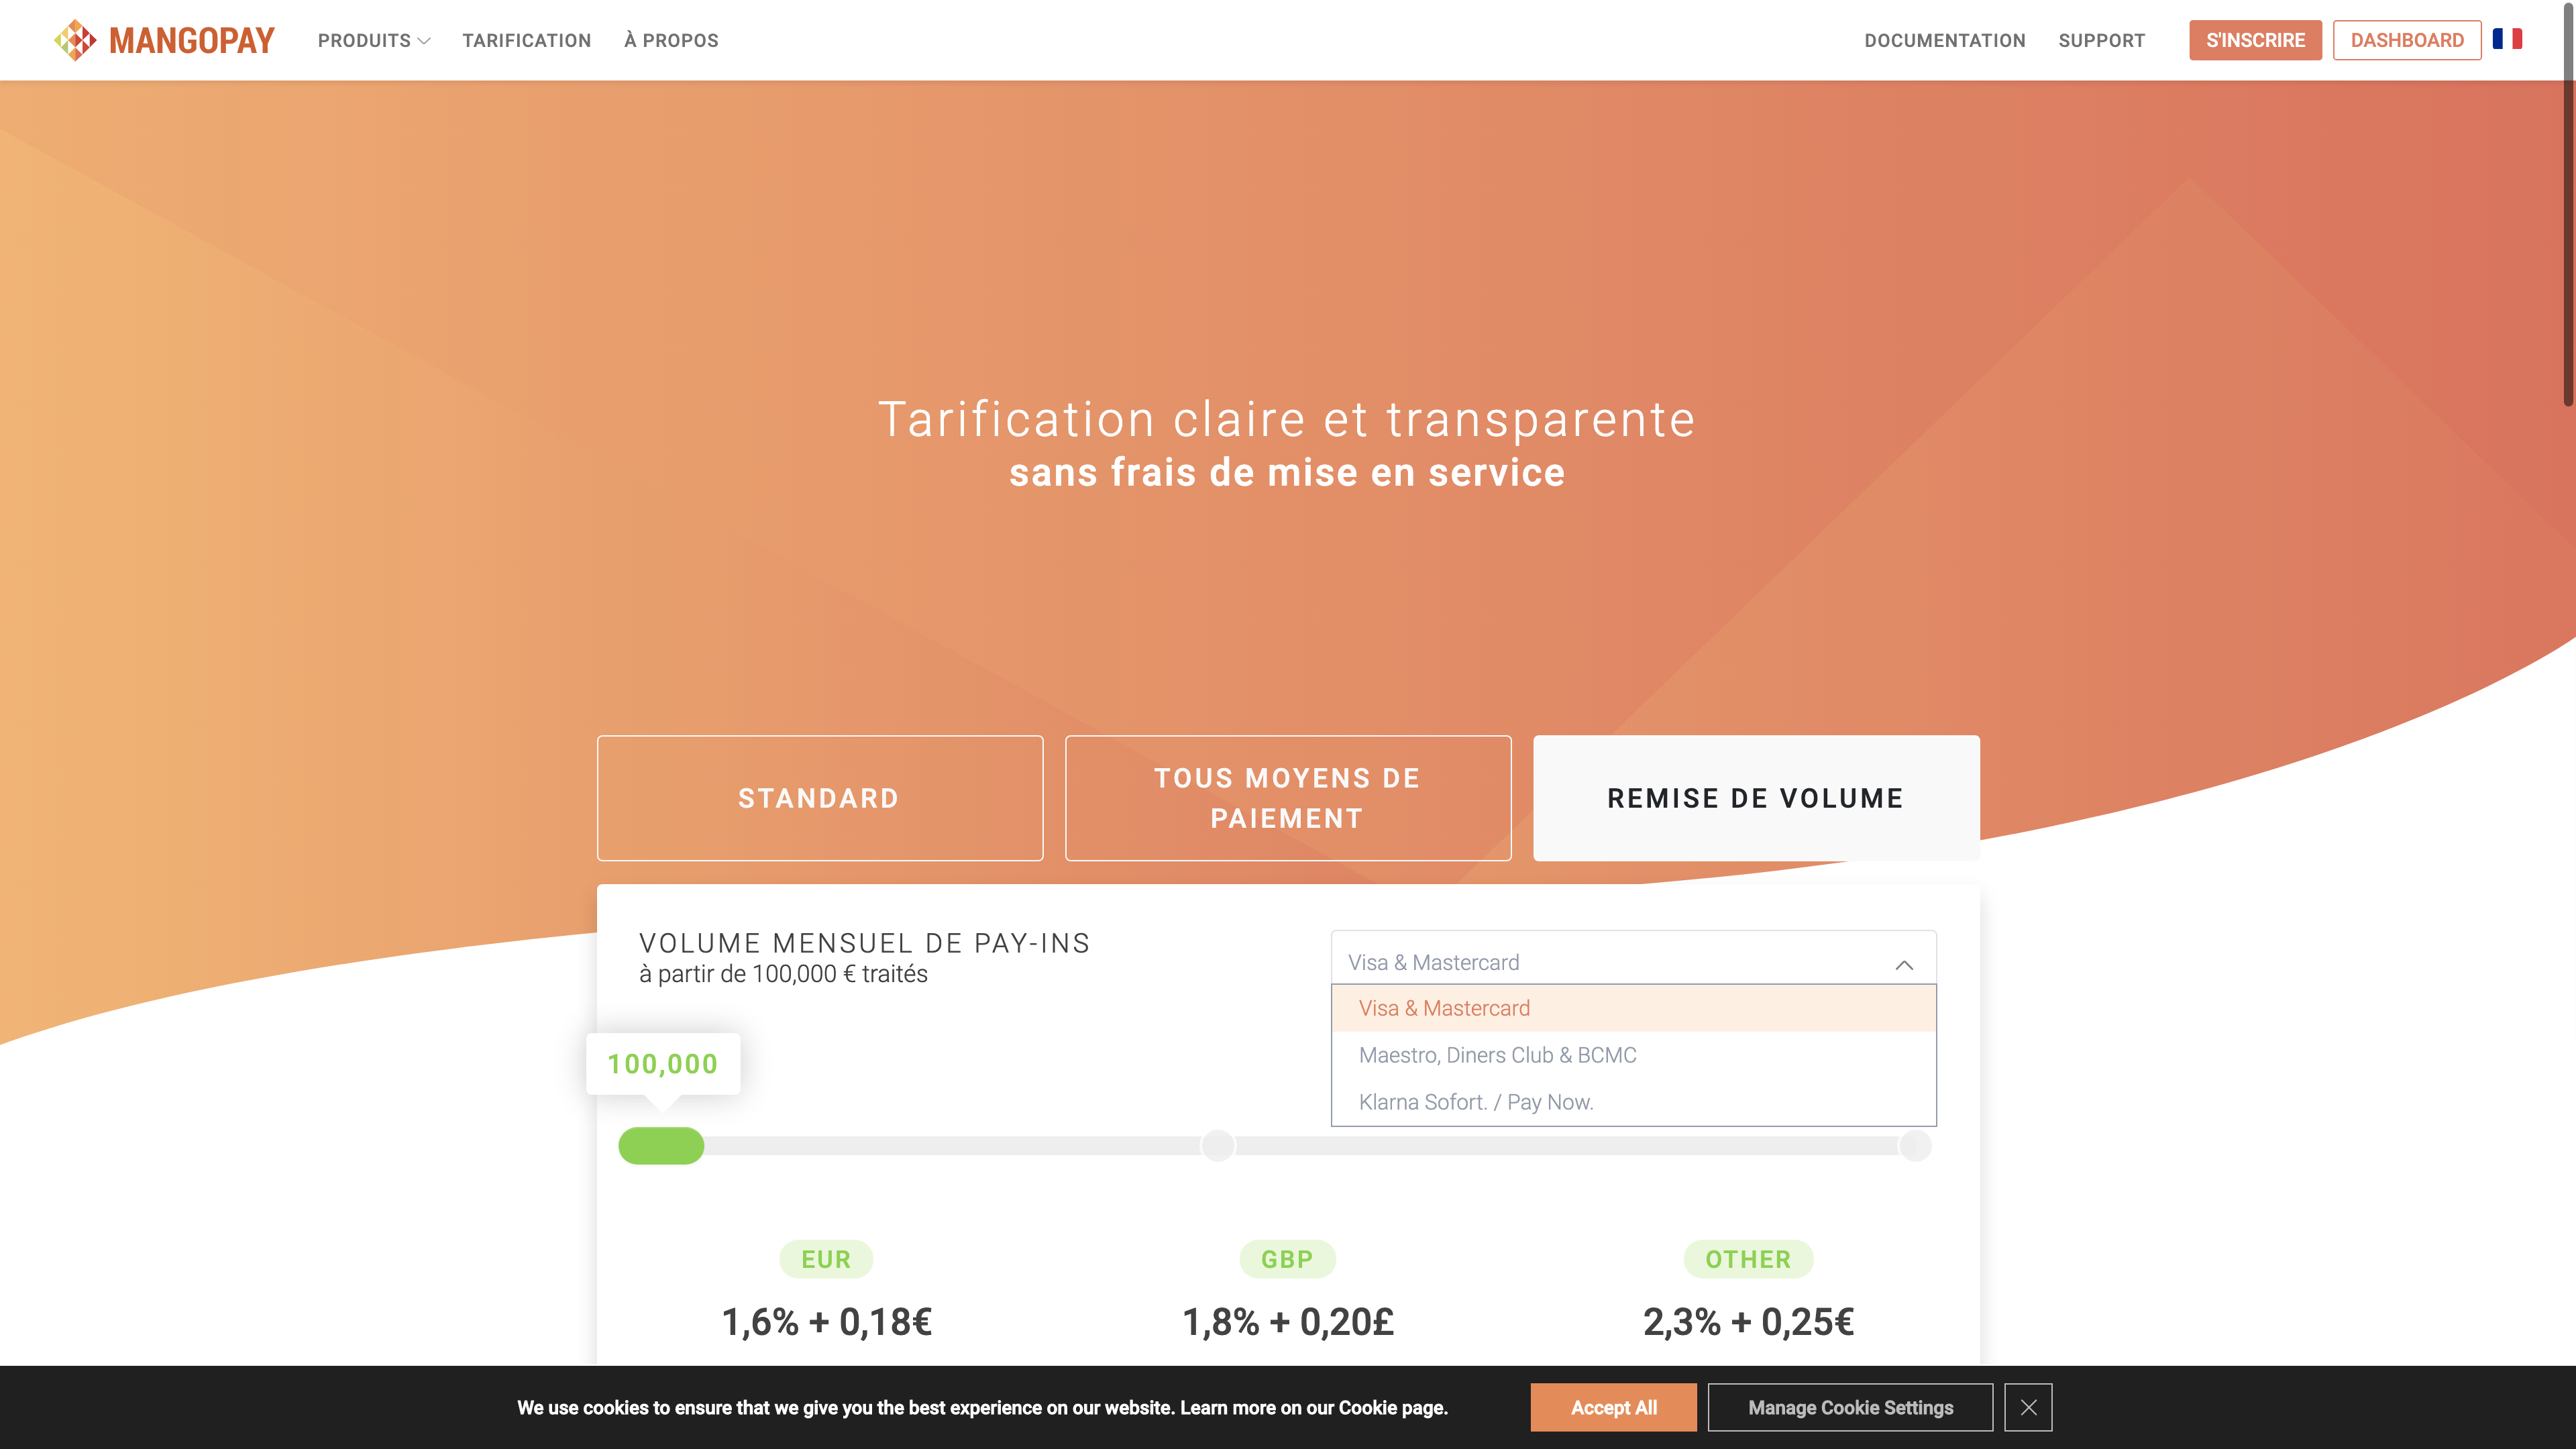 MANGOPAY
PRODUITS
TARIFICATION
À PROPOS
DOCUMENTATION
SUPPORT
S'INSCRIRE
DASHBOARD
Tarification claire et transparente
sans frais de mise en service
STANDARD
TOUS MOYENS DE
PAIEMENT
REMISE DE VOLUME
VOLUME MENSUEL DE PAY-INS
à partir de 100,000 € traités
Visa & Mastercard
Visa & Mastercard
Maestro, Diners Club & BCMC
Klarna Sofort. / Pay Now.
100,000
EUR
GBP
OTHER
1,6% + 0,18€
1,8% + 0,20£
2,3% + 0,25€
We use cookies to ensure that we give you the best experience on our website. Learn more on our Cookie page.
Accept All
Manage Cookie Settings